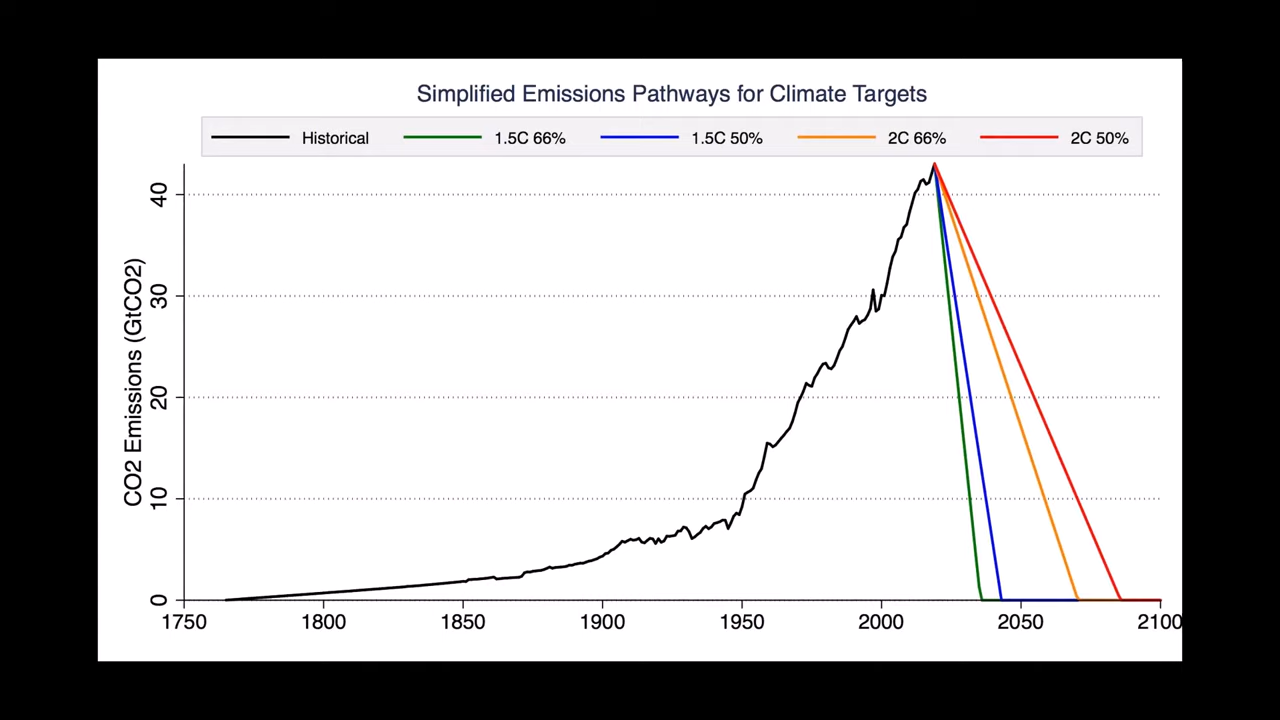 Simplified Emissions Pathways for Climate Targets
Historical 1.5C 66% 1.5C 50% 2C 66% 2C 50%
CO2 Emissions (GtCO2)
40
30
20
10
0
1750 1800 1850 1900 1950 2000 2050 2100